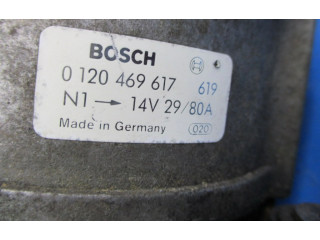 BOSCH
0 120 469 617 619
N1 → 14V 29/80A
Made in Germany 020